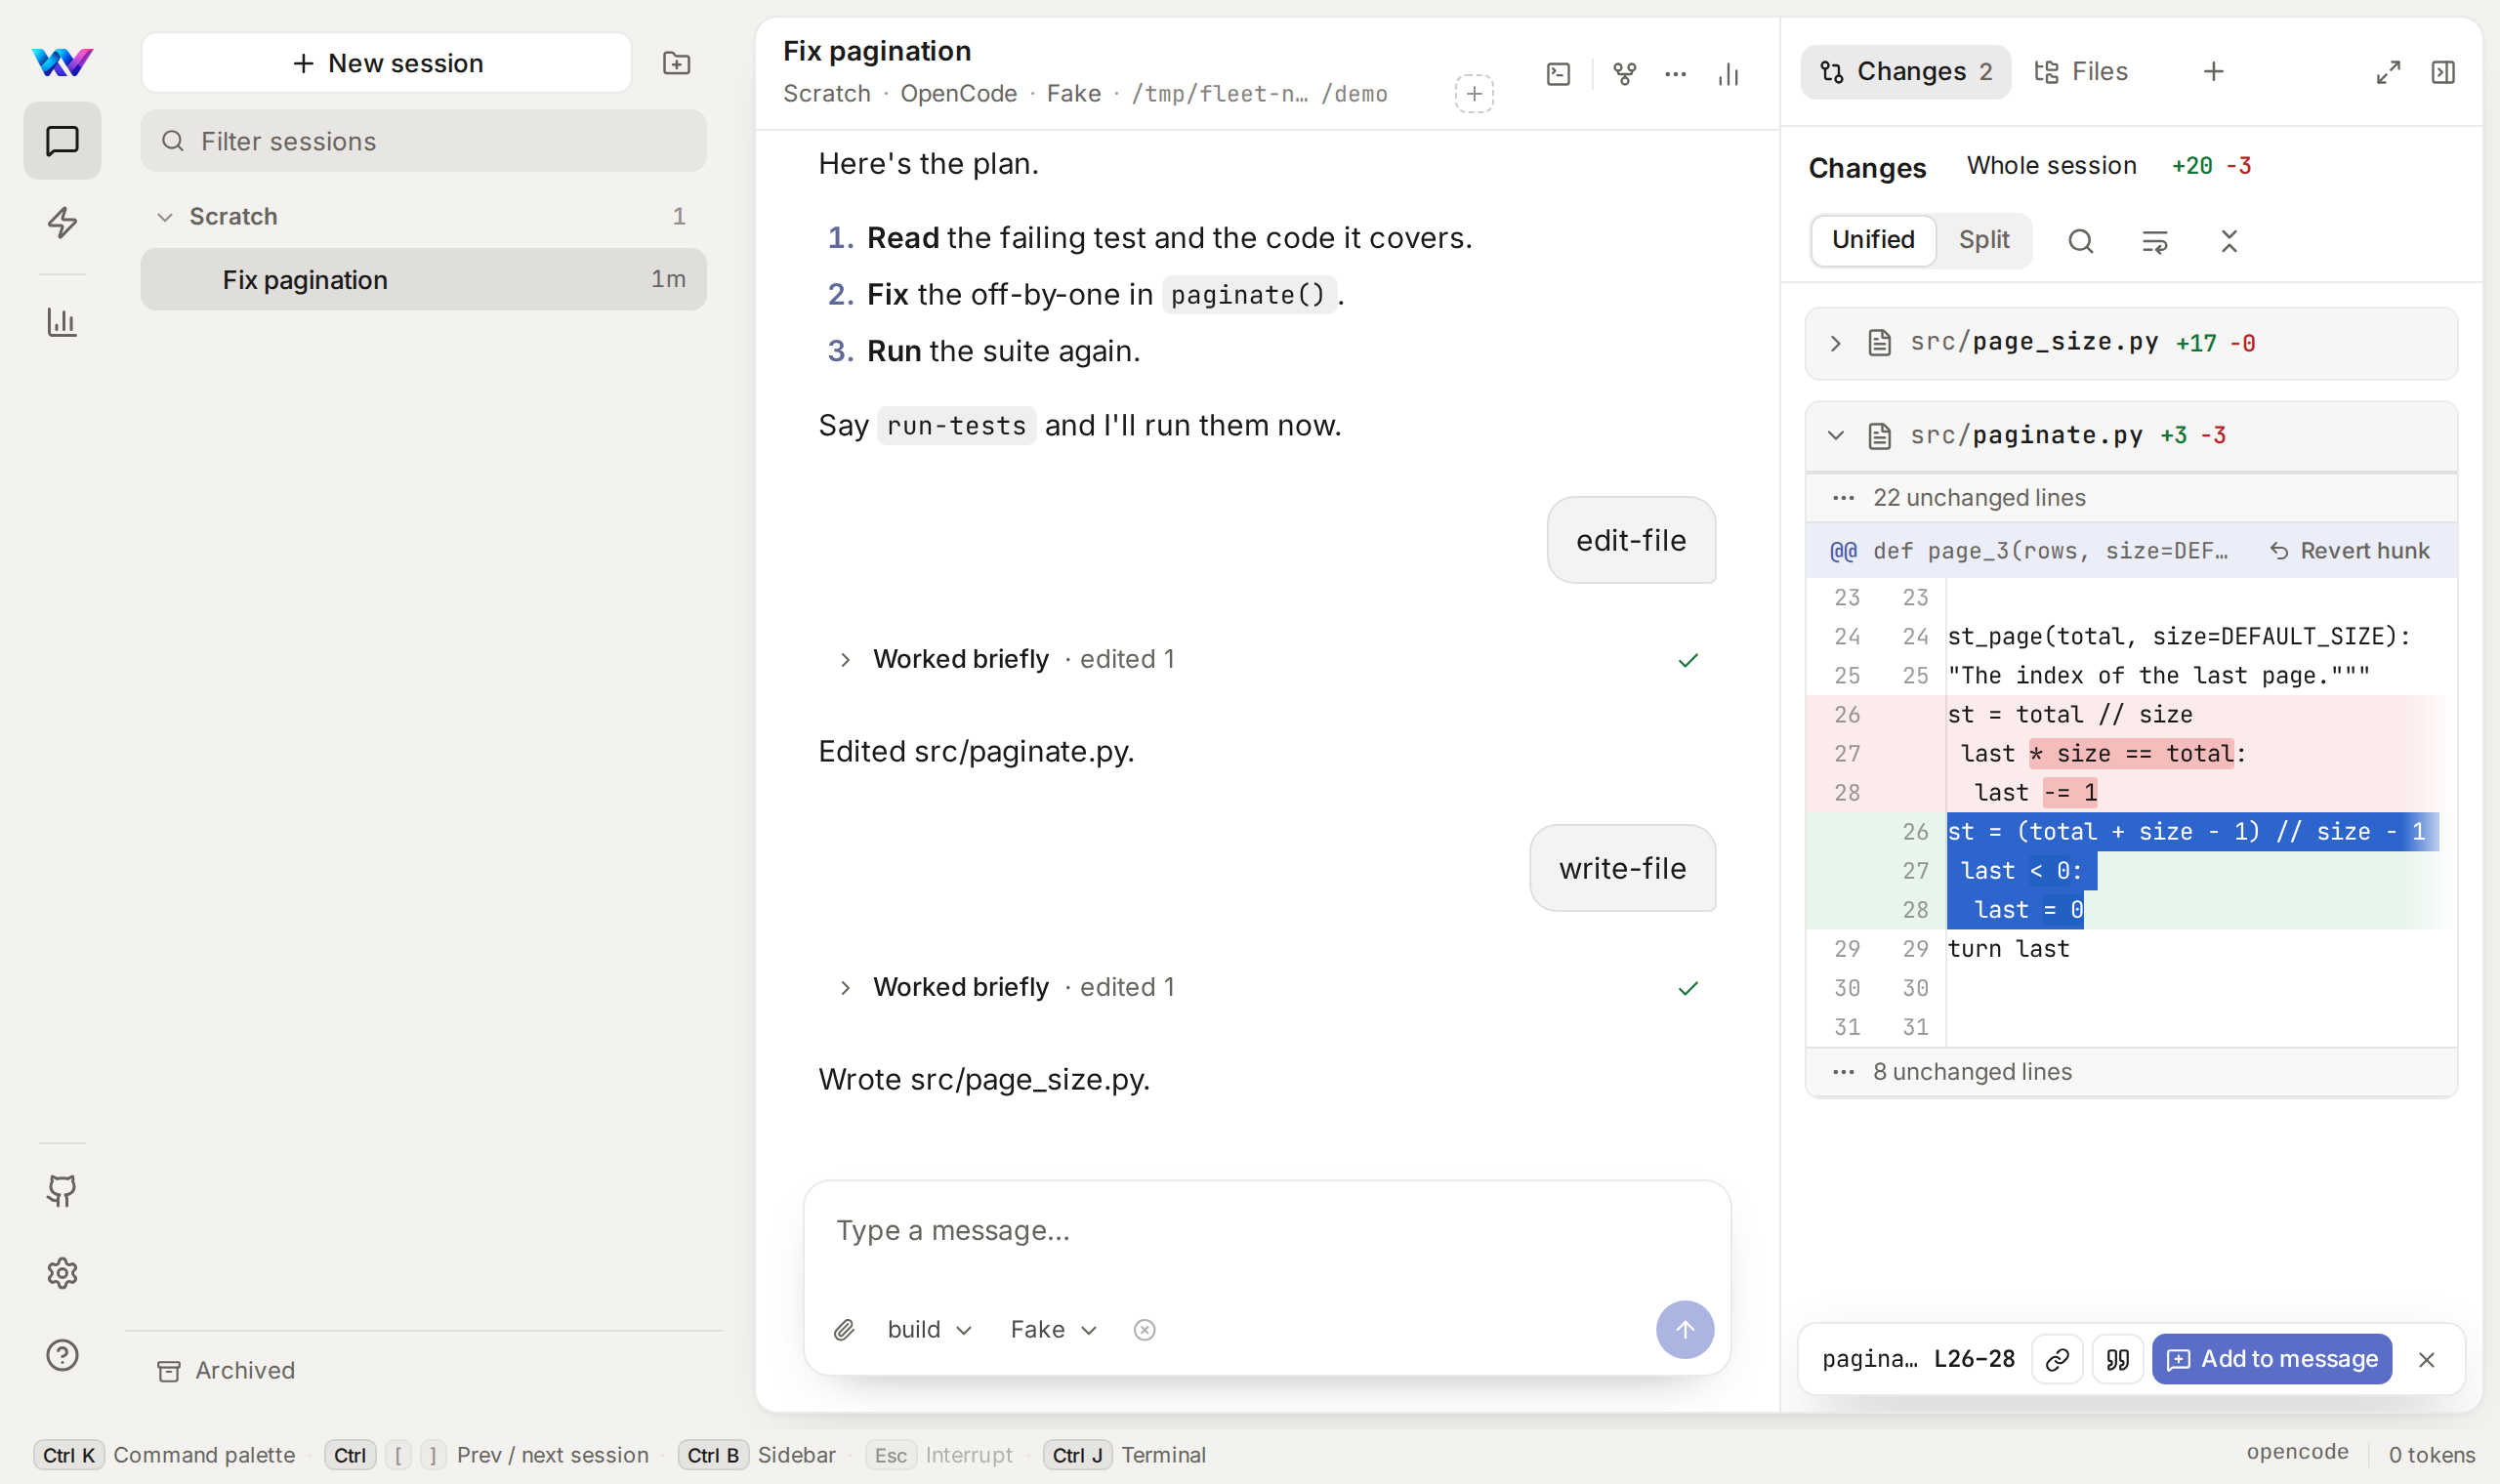 New session
Filter sessions
Scratch 1
Fix pagination 1m
Archived
Fix pagination
Scratch · OpenCode · Fake · /tmp/fleet-n… /demo
Here's the plan.
1. Read the failing test and the code it covers.
2. Fix the off-by-one in paginate().
3. Run the suite again.
Say run-tests and I'll run them now.
edit-file
Worked briefly · edited 1
Edited src/paginate.py.
write-file
Worked briefly · edited 1
Wrote src/page_size.py.
Type a message...
build Fake
Changes 2 Files
Changes Whole session +20 -3
Unified Split
src/page_size.py +17 -0
src/paginate.py +3 -3
22 unchanged lines
@@ def page_3(rows, size=DEF… Revert hunk
23 23
24 24 st_page(total, size=DEFAULT_SIZE):
25 25 "The index of the last page."""
26 st = total // size
27 last * size == total:
28 last -= 1
26 st = (total + size - 1) // size - 1
27 last < 0:
28 last = 0
29 29 turn last
30 30
31 31
8 unchanged lines
pagina… L26–28 Add to message
Ctrl K Command palette · Ctrl [ ] Prev / next session · Ctrl B Sidebar · Esc Interrupt · Ctrl J Terminal
opencode 0 tokens